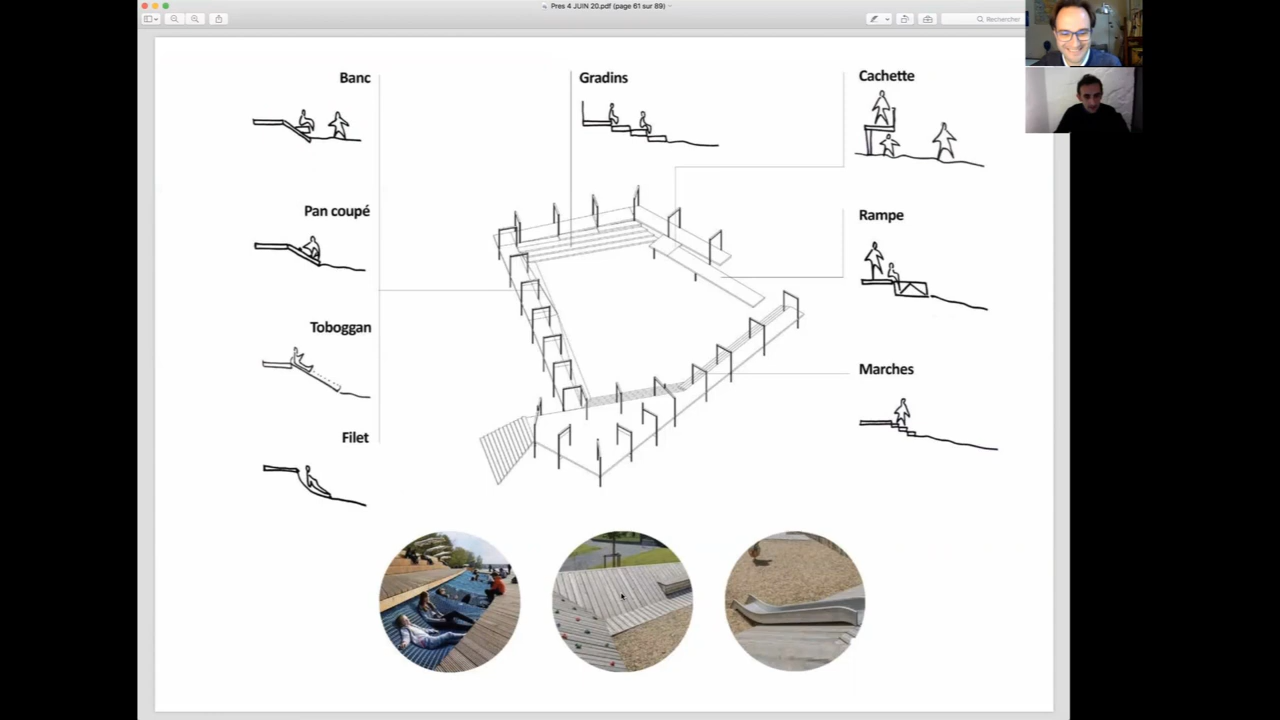 Pres 4 JUIN 20.pdf (page 61 sur 89)
Rechercher
Banc
Gradins
Cachette
Pan coupé
Rampe
Toboggan
Marches
Filet